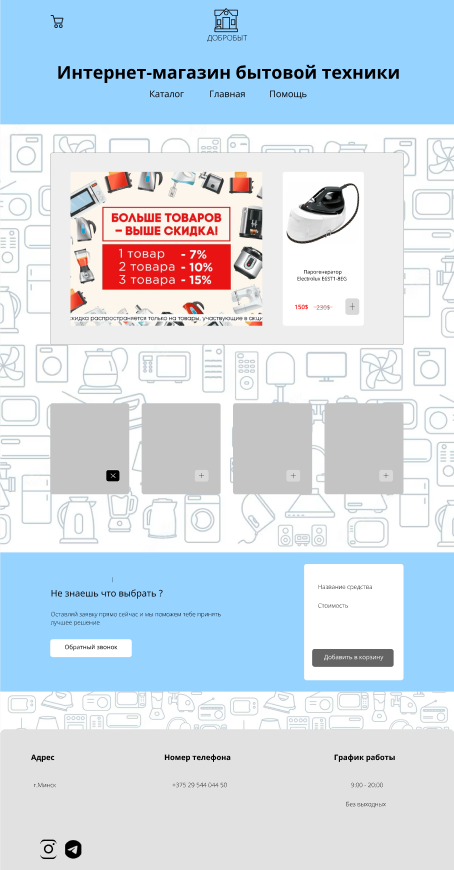 ДОБРОБЫТ
Интернет-магазин бытовой техники
Каталог Главная Помощь
БОЛЬШЕ ТОВАРОВ
– ВЫШЕ СКИДКА!
1 товар - 7%
2 товара - 10%
3 товара - 15%
кидка распространяется только на товары, участвующие в акци
Парогенератор
Electrolux E6ST1-8EG
150$ 230$ +
+ + +
Не знаешь что выбрать ?
Оставляй заявку прямо сейчас и мы поможем тебе принять
лучшее решение
Обратный звонок
Название средства
Стоимость
Добавить в корзину
Адрес Номер телефона График работы
г.Минск +375 29 544 044 50 9:00 - 20:00
без выходных